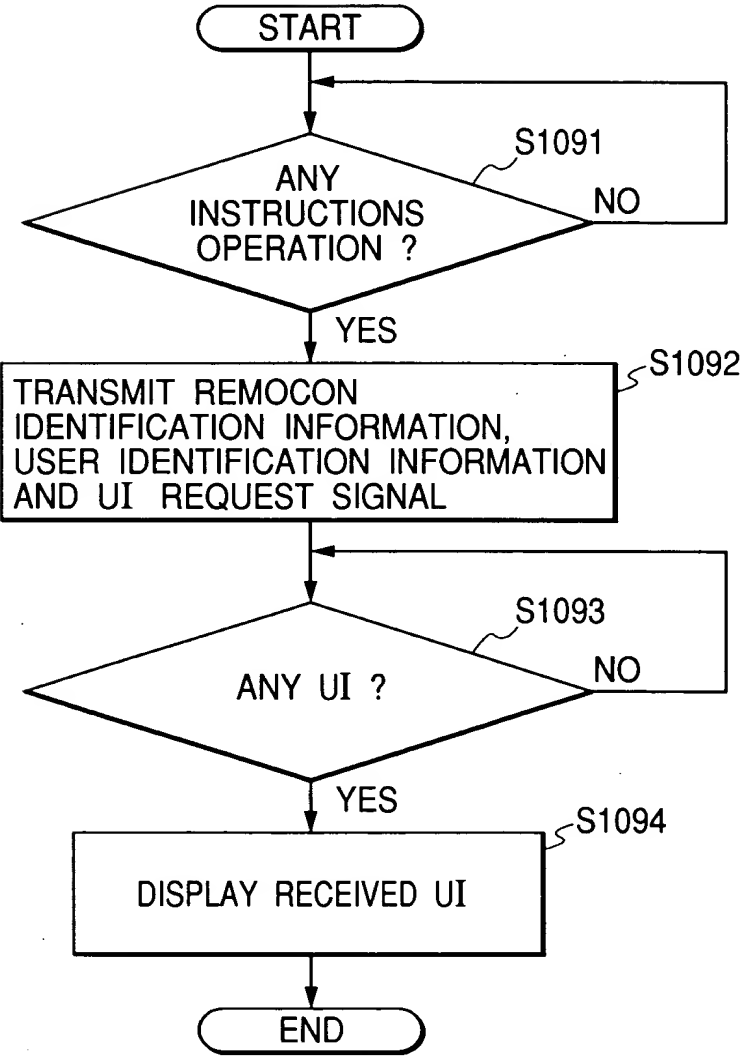 START
S1091
ANY
INSTRUCTIONS
OPERATION ?
NO
YES
S1092
TRANSMIT REMOCON
IDENTIFICATION INFORMATION,
USER IDENTIFICATION INFORMATION
AND UI REQUEST SIGNAL
S1093
ANY UI ?
NO
YES
S1094
DISPLAY RECEIVED UI
END